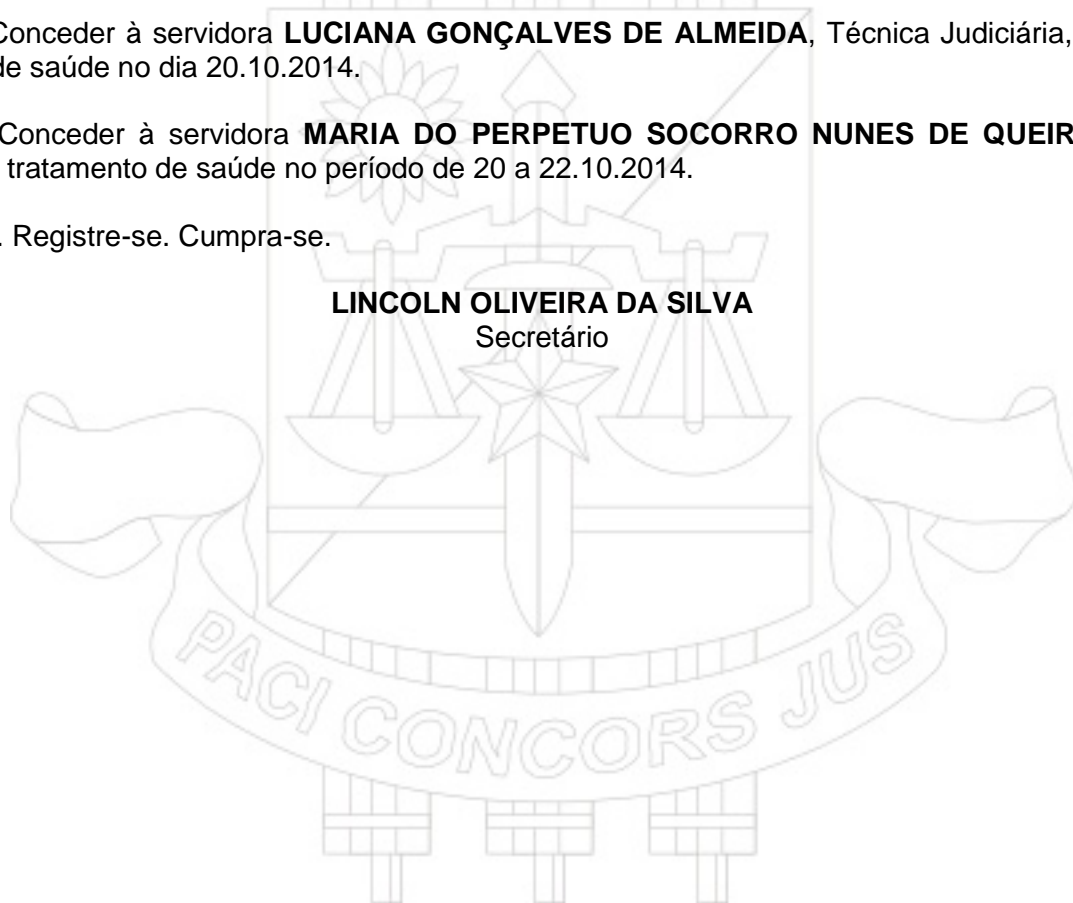 Conceder à servidora LUCIANA GONÇALVES DE ALMEIDA, Técnica Judiciária,
de saúde no dia 20.10.2014.
Conceder à servidora MARIA DO PERPETUO SOCORRO NUNES DE QUEIR
tratamento de saúde no período de 20 a 22.10.2014.
. Registre-se. Cumpra-se.
LINCOLN OLIVEIRA DA SILVA
Secretário
PACI CONCORS JUS